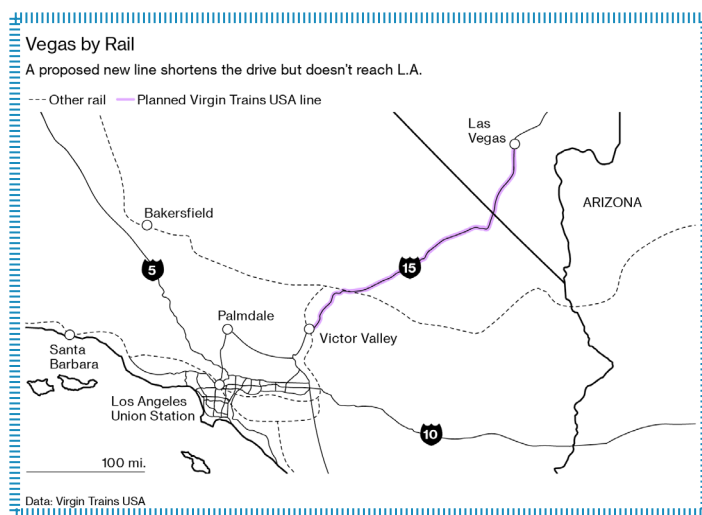 Vegas by Rail
A proposed new line shortens the drive but doesn't reach L.A.
Other rail
Planned Virgin Trains USA line
Las
Vegas
ARIZONA
Bakersfield
5
15
Palmdale
Victor Valley
Santa
Barbara
Los Angeles
Union Station
10
100 mi.
Data: Virgin Trains USA